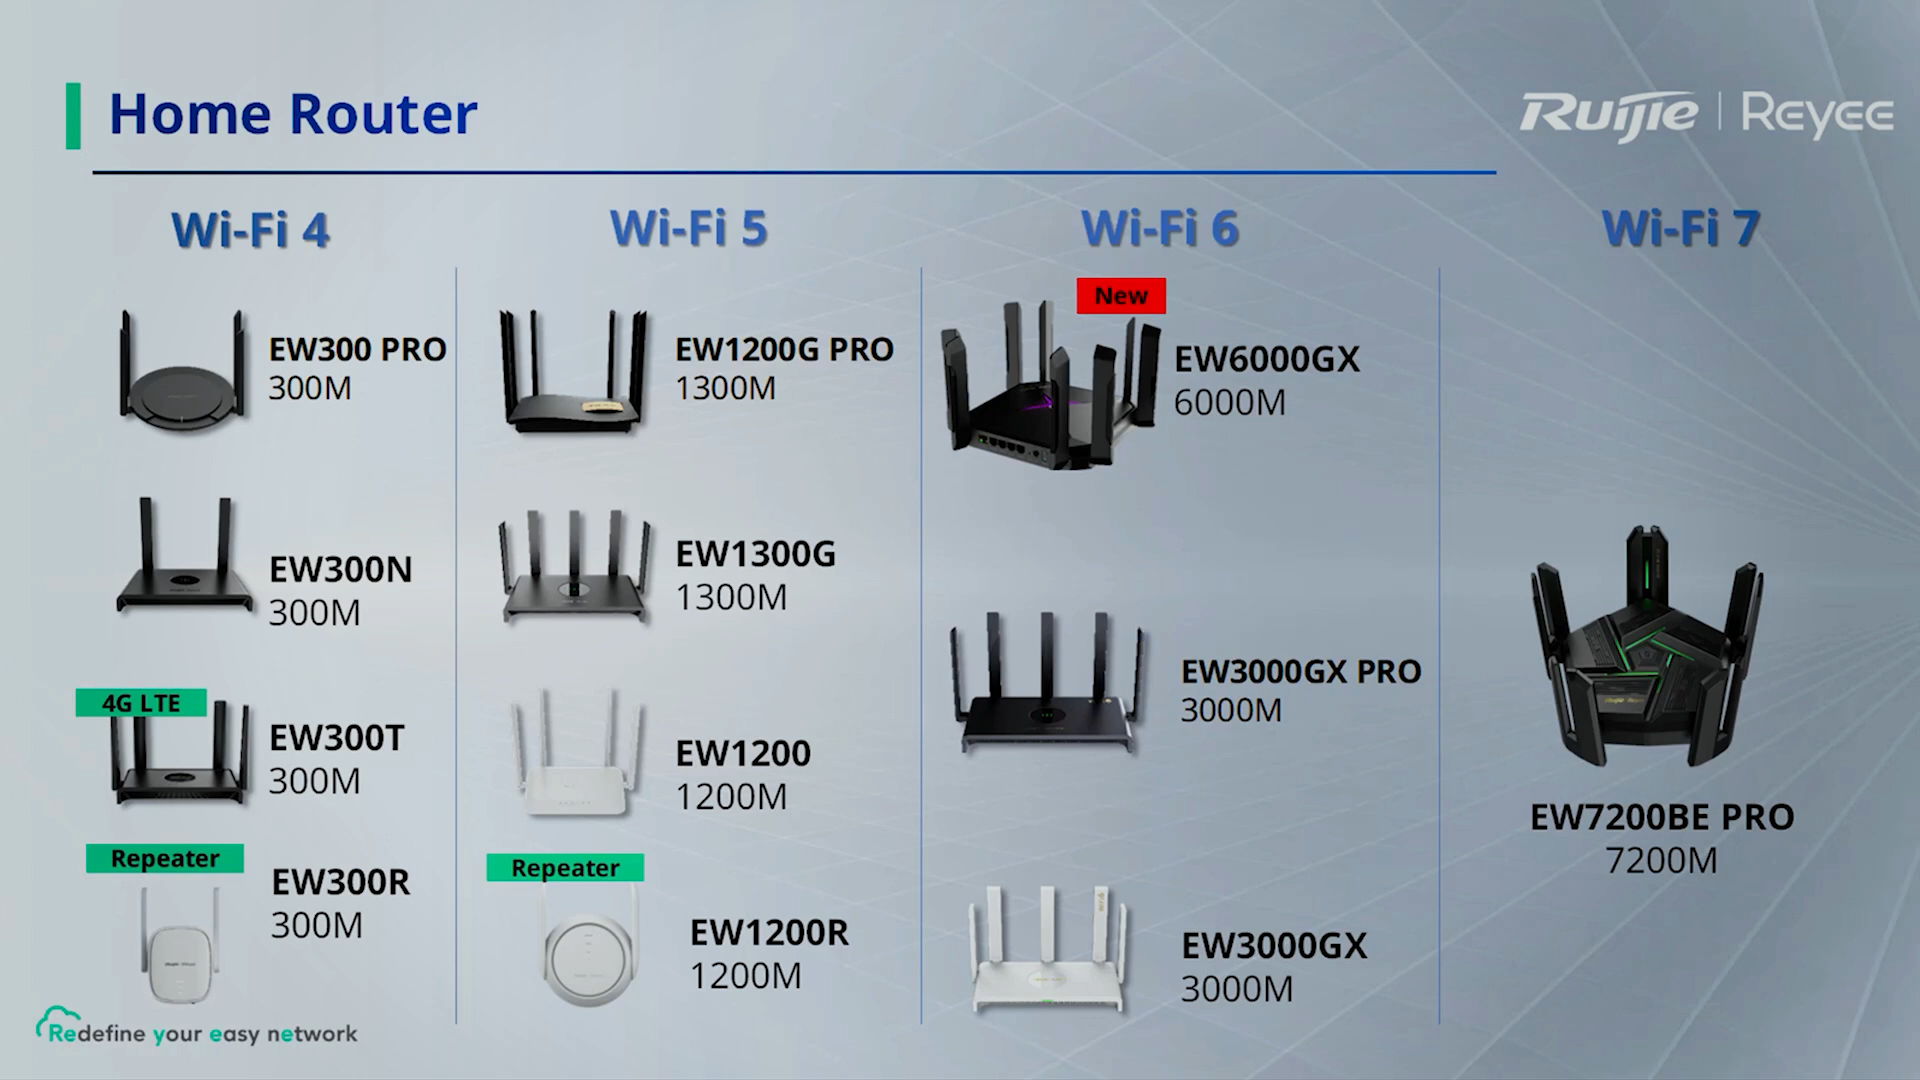 Home Router
Ruijie | Reyee
Wi-Fi 4
EW300 PRO
300M
EW300N
300M
4G LTE
EW300T
300M
Repeater
EW300R
300M
Wi-Fi 5
EW1200G PRO
1300M
EW1300G
1300M
EW1200
1200M
Repeater
EW1200R
1200M
Wi-Fi 6
New
EW6000GX
6000M
EW3000GX PRO
3000M
EW3000GX
3000M
Wi-Fi 7
EW7200BE PRO
7200M
Redefine your easy network